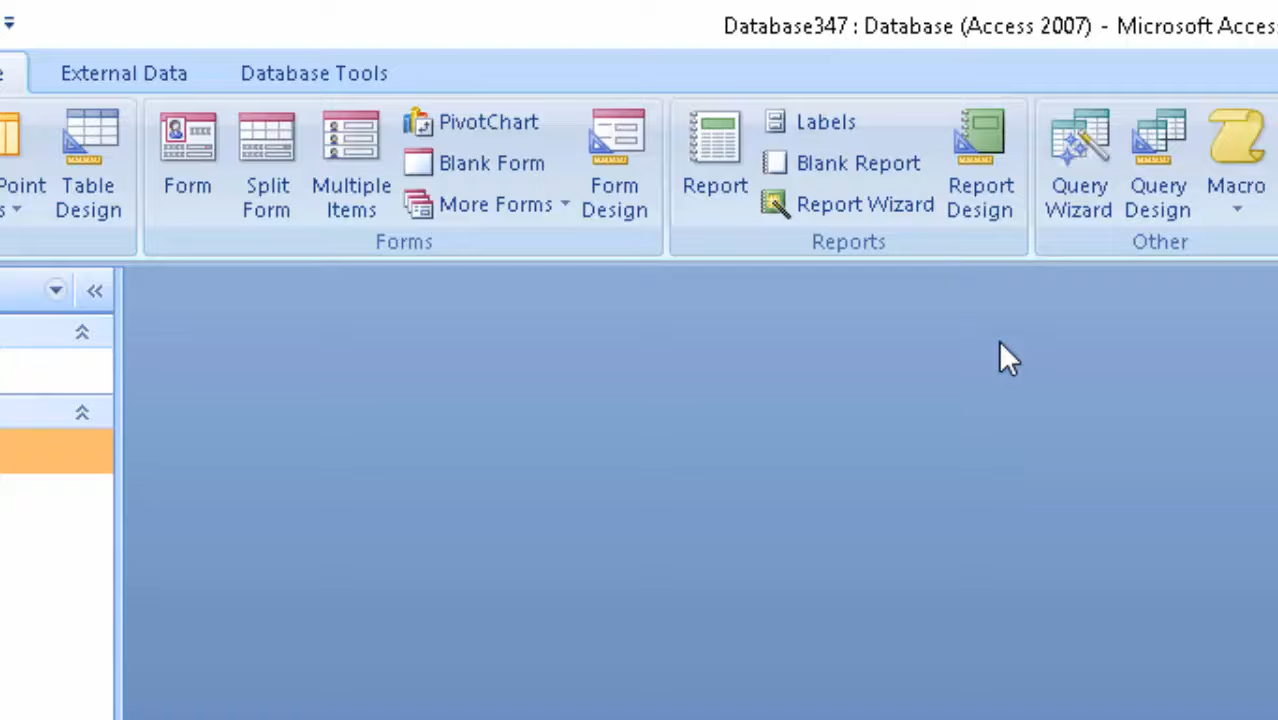 Database347 : Database (Access 2007) - Microsoft Acces
External Data
Database Tools
Point
Table
Design
Form
Split
Form
Multiple
Items
PivotChart
Blank Form
More Forms
Form
Design
Forms
Report
Labels
Blank Report
Report Wizard
Report
Design
Reports
Query
Wizard
Query
Design
Macro
Other